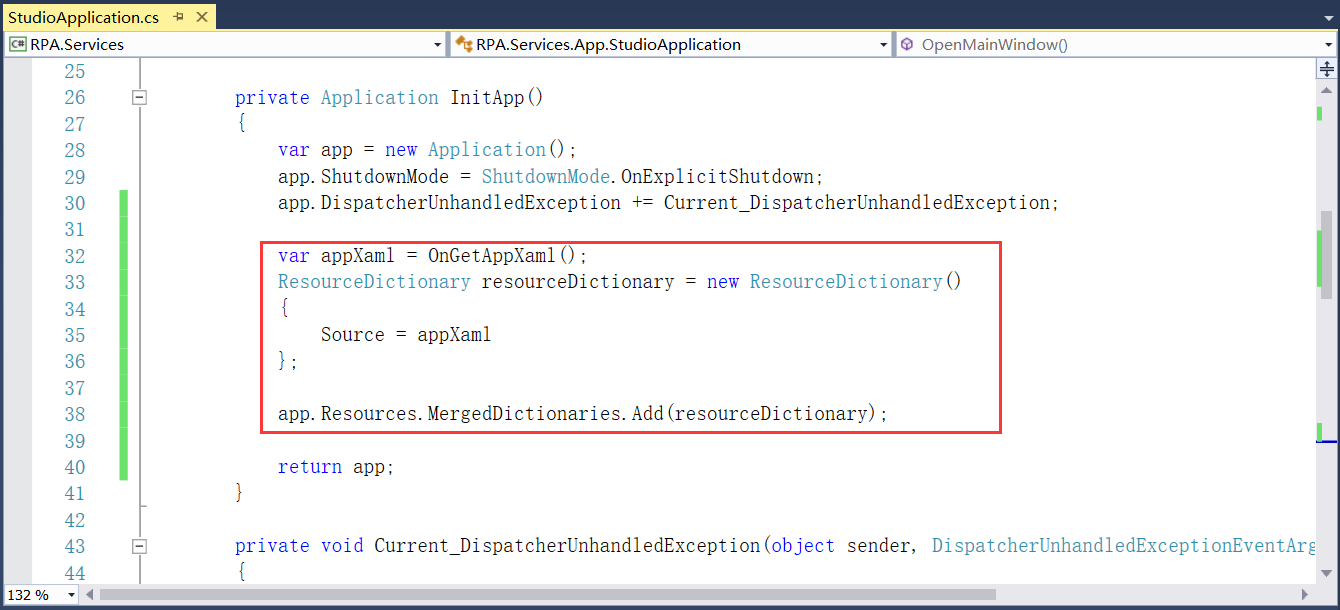 StudioApplication.cs
C# RPA.Services
RPA.Services.App.StudioApplication
OpenMainWindow()
25
26 private Application InitApp()
27 {
28 var app = new Application();
29 app.ShutdownMode = ShutdownMode.OnExplicitShutdown;
30 app.DispatcherUnhandledException += Current_DispatcherUnhandledException;
31
32 var appXaml = OnGetAppXaml();
33 ResourceDictionary resourceDictionary = new ResourceDictionary()
34 {
35 Source = appXaml
36 };
37
38 app.Resources.MergedDictionaries.Add(resourceDictionary);
39
40 return app;
41 }
42
43 private void Current_DispatcherUnhandledException(object sender, DispatcherUnhandledExceptionEventArg
44 {
132 %